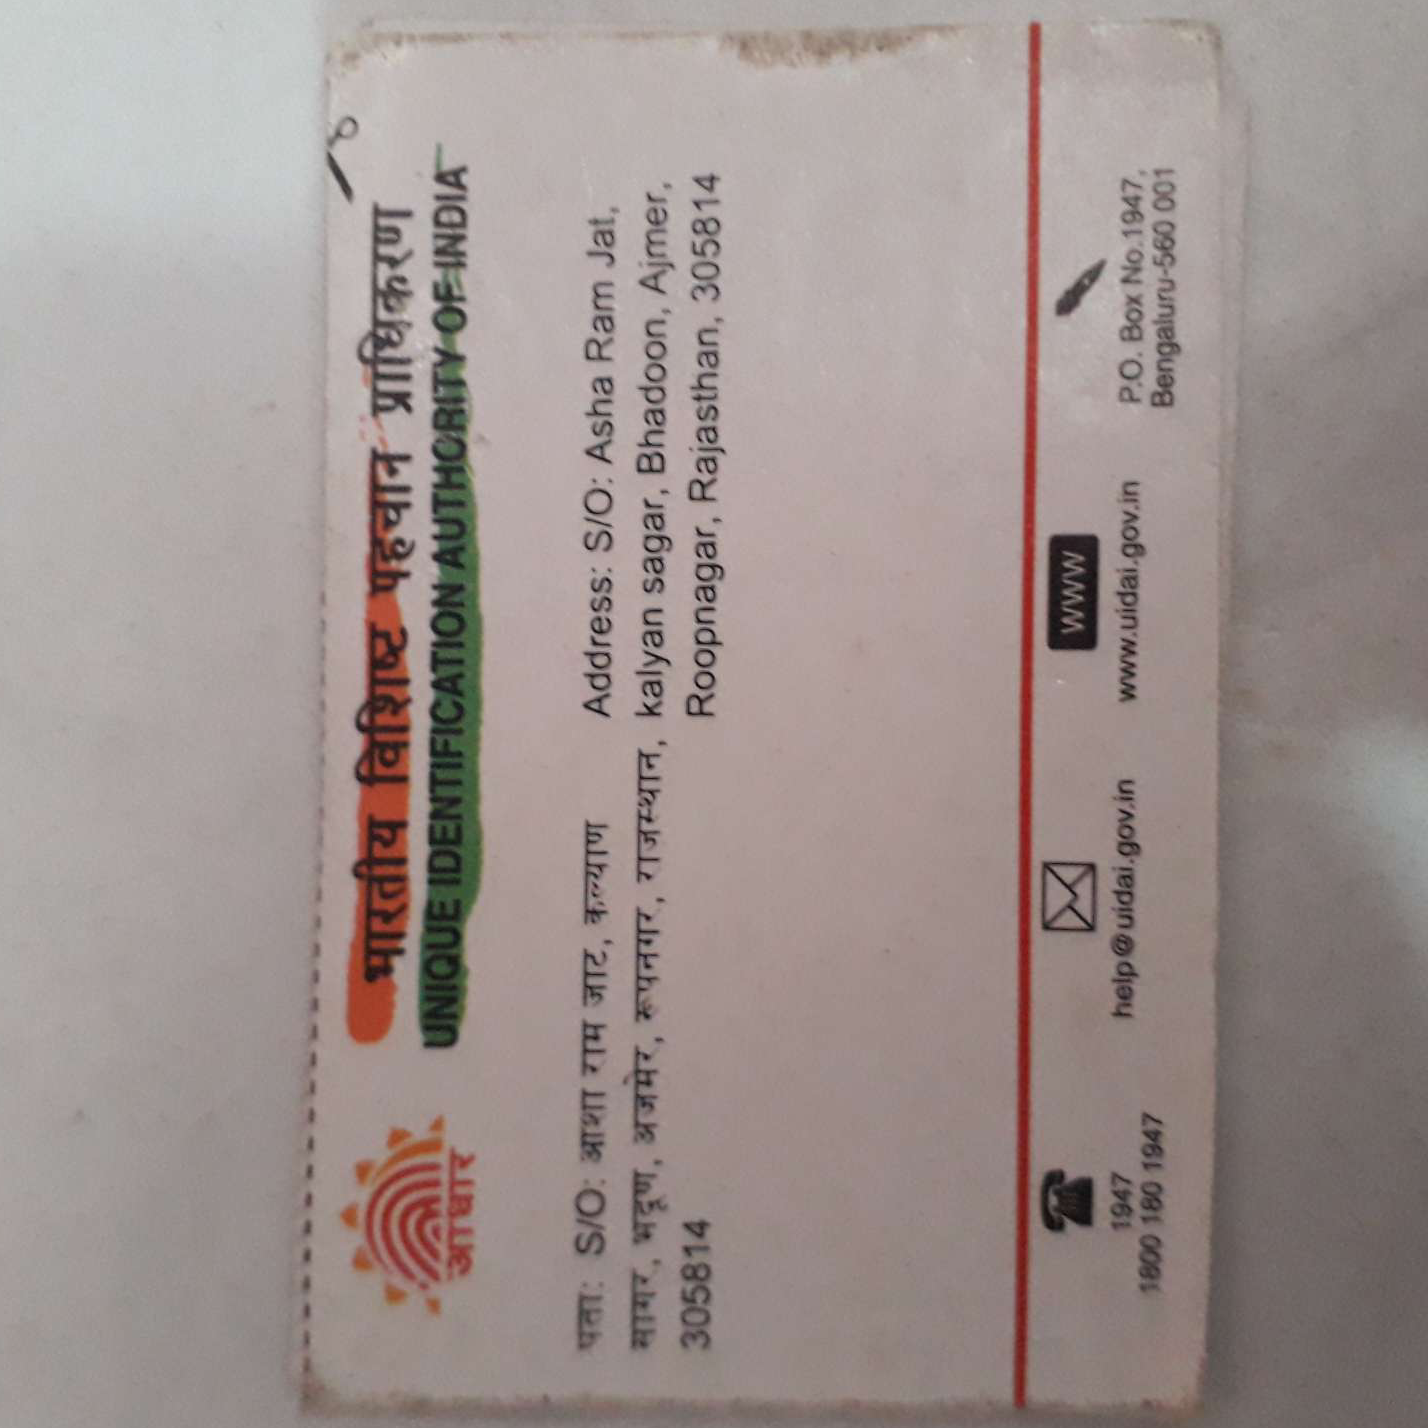 भारतीय विशिष्ट पहचान प्राधिकरण
UNIQUE IDENTIFICATION AUTHORITY OF INDIA
आधार
पता: S/O: आशा राम जाट, कल्याण
सागर, भदूण, अजमेर, रूपनगर, राजस्थान,
305814
Address: S/O: Asha Ram Jat,
kalyan sagar, Bhadoon, Ajmer,
Roopnagar, Rajasthan, 305814
1947
1800 180 1947
help@uidai.gov.in
WWW
www.uidai.gov.in
P.O. Box No.1947,
Bengaluru-560 001